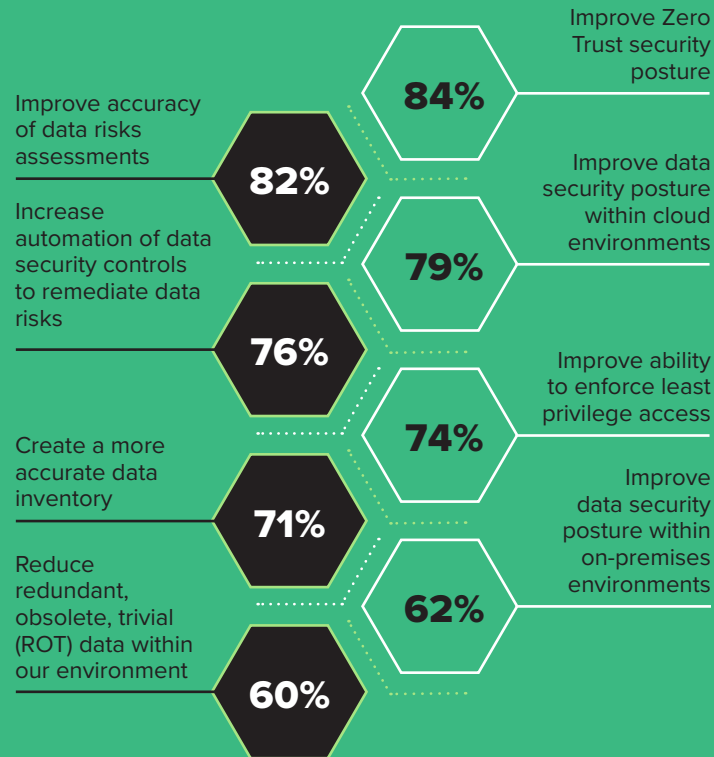 Improve Zero
Trust security
posture
84%
Improve accuracy
of data risks
assessments
82%
Improve data
security posture
within cloud
environments
79%
Increase
automation of data
security controls
to remediate data
risks
76%
Improve ability
to enforce least
privilege access
74%
Create a more
accurate data
inventory
71%
Improve
data security
posture within
on-premises
environments
62%
Reduce
redundant,
obsolete, trivial
(ROT) data within
our environment
60%